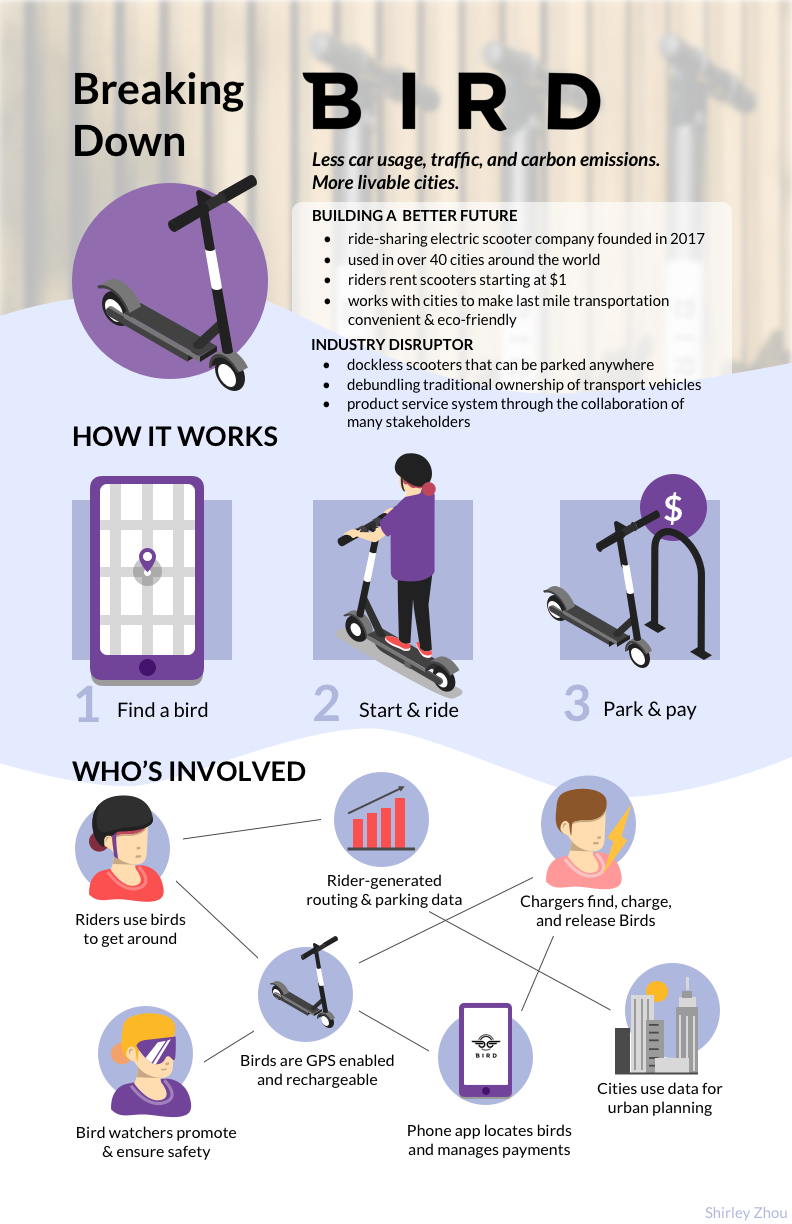 Breaking
Down
BIRD
Less car usage, traffic, and carbon emissions.
More livable cities.
BUILDING A BETTER FUTURE
• ride-sharing electric scooter company founded in 2017
• used in over 40 cities around the world
• riders rent scooters starting at $1
• works with cities to make last mile transportation
convenient & eco-friendly
INDUSTRY DISRUPTOR
• dockless scooters that can be parked anywhere
• debundling traditional ownership of transport vehicles
• product service system through the collaboration of
many stakeholders
HOW IT WORKS
$
1 Find a bird
2 Start & ride
3 Park & pay
WHO'S INVOLVED
Rider-generated
routing & parking data
Chargers find, charge,
and release Birds
Riders use birds
to get around
BIRD
Birds are GPS enabled
and rechargeable
Cities use data for
urban planning
Bird watchers promote
& ensure safety
Phone app locates birds
and manages payments
Shirley Zhou